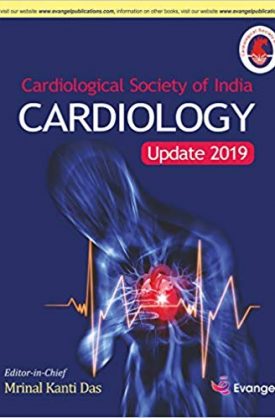 visit our website www.evangelpublications.com, information on other books, visit our website www.evangelpublications
Cardiological Society of India
CARDIOLOGY
Update 2019
Editor-in-Chief
Mrinal Kanti Das
Evange